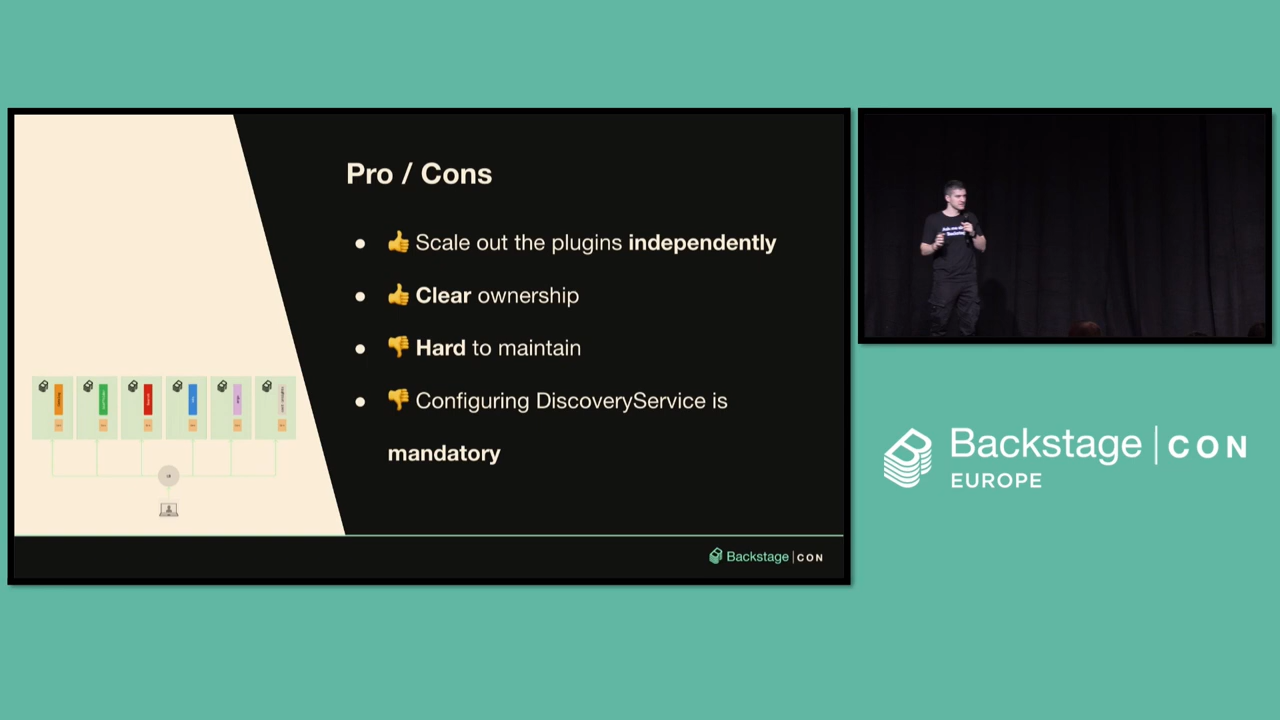 Pro / Cons
👍 Scale out the plugins independently
👍 Clear ownership
👎 Hard to maintain
👎 Configuring DiscoveryService is
mandatory
Backstage | CON
Backstage | CON
EUROPE